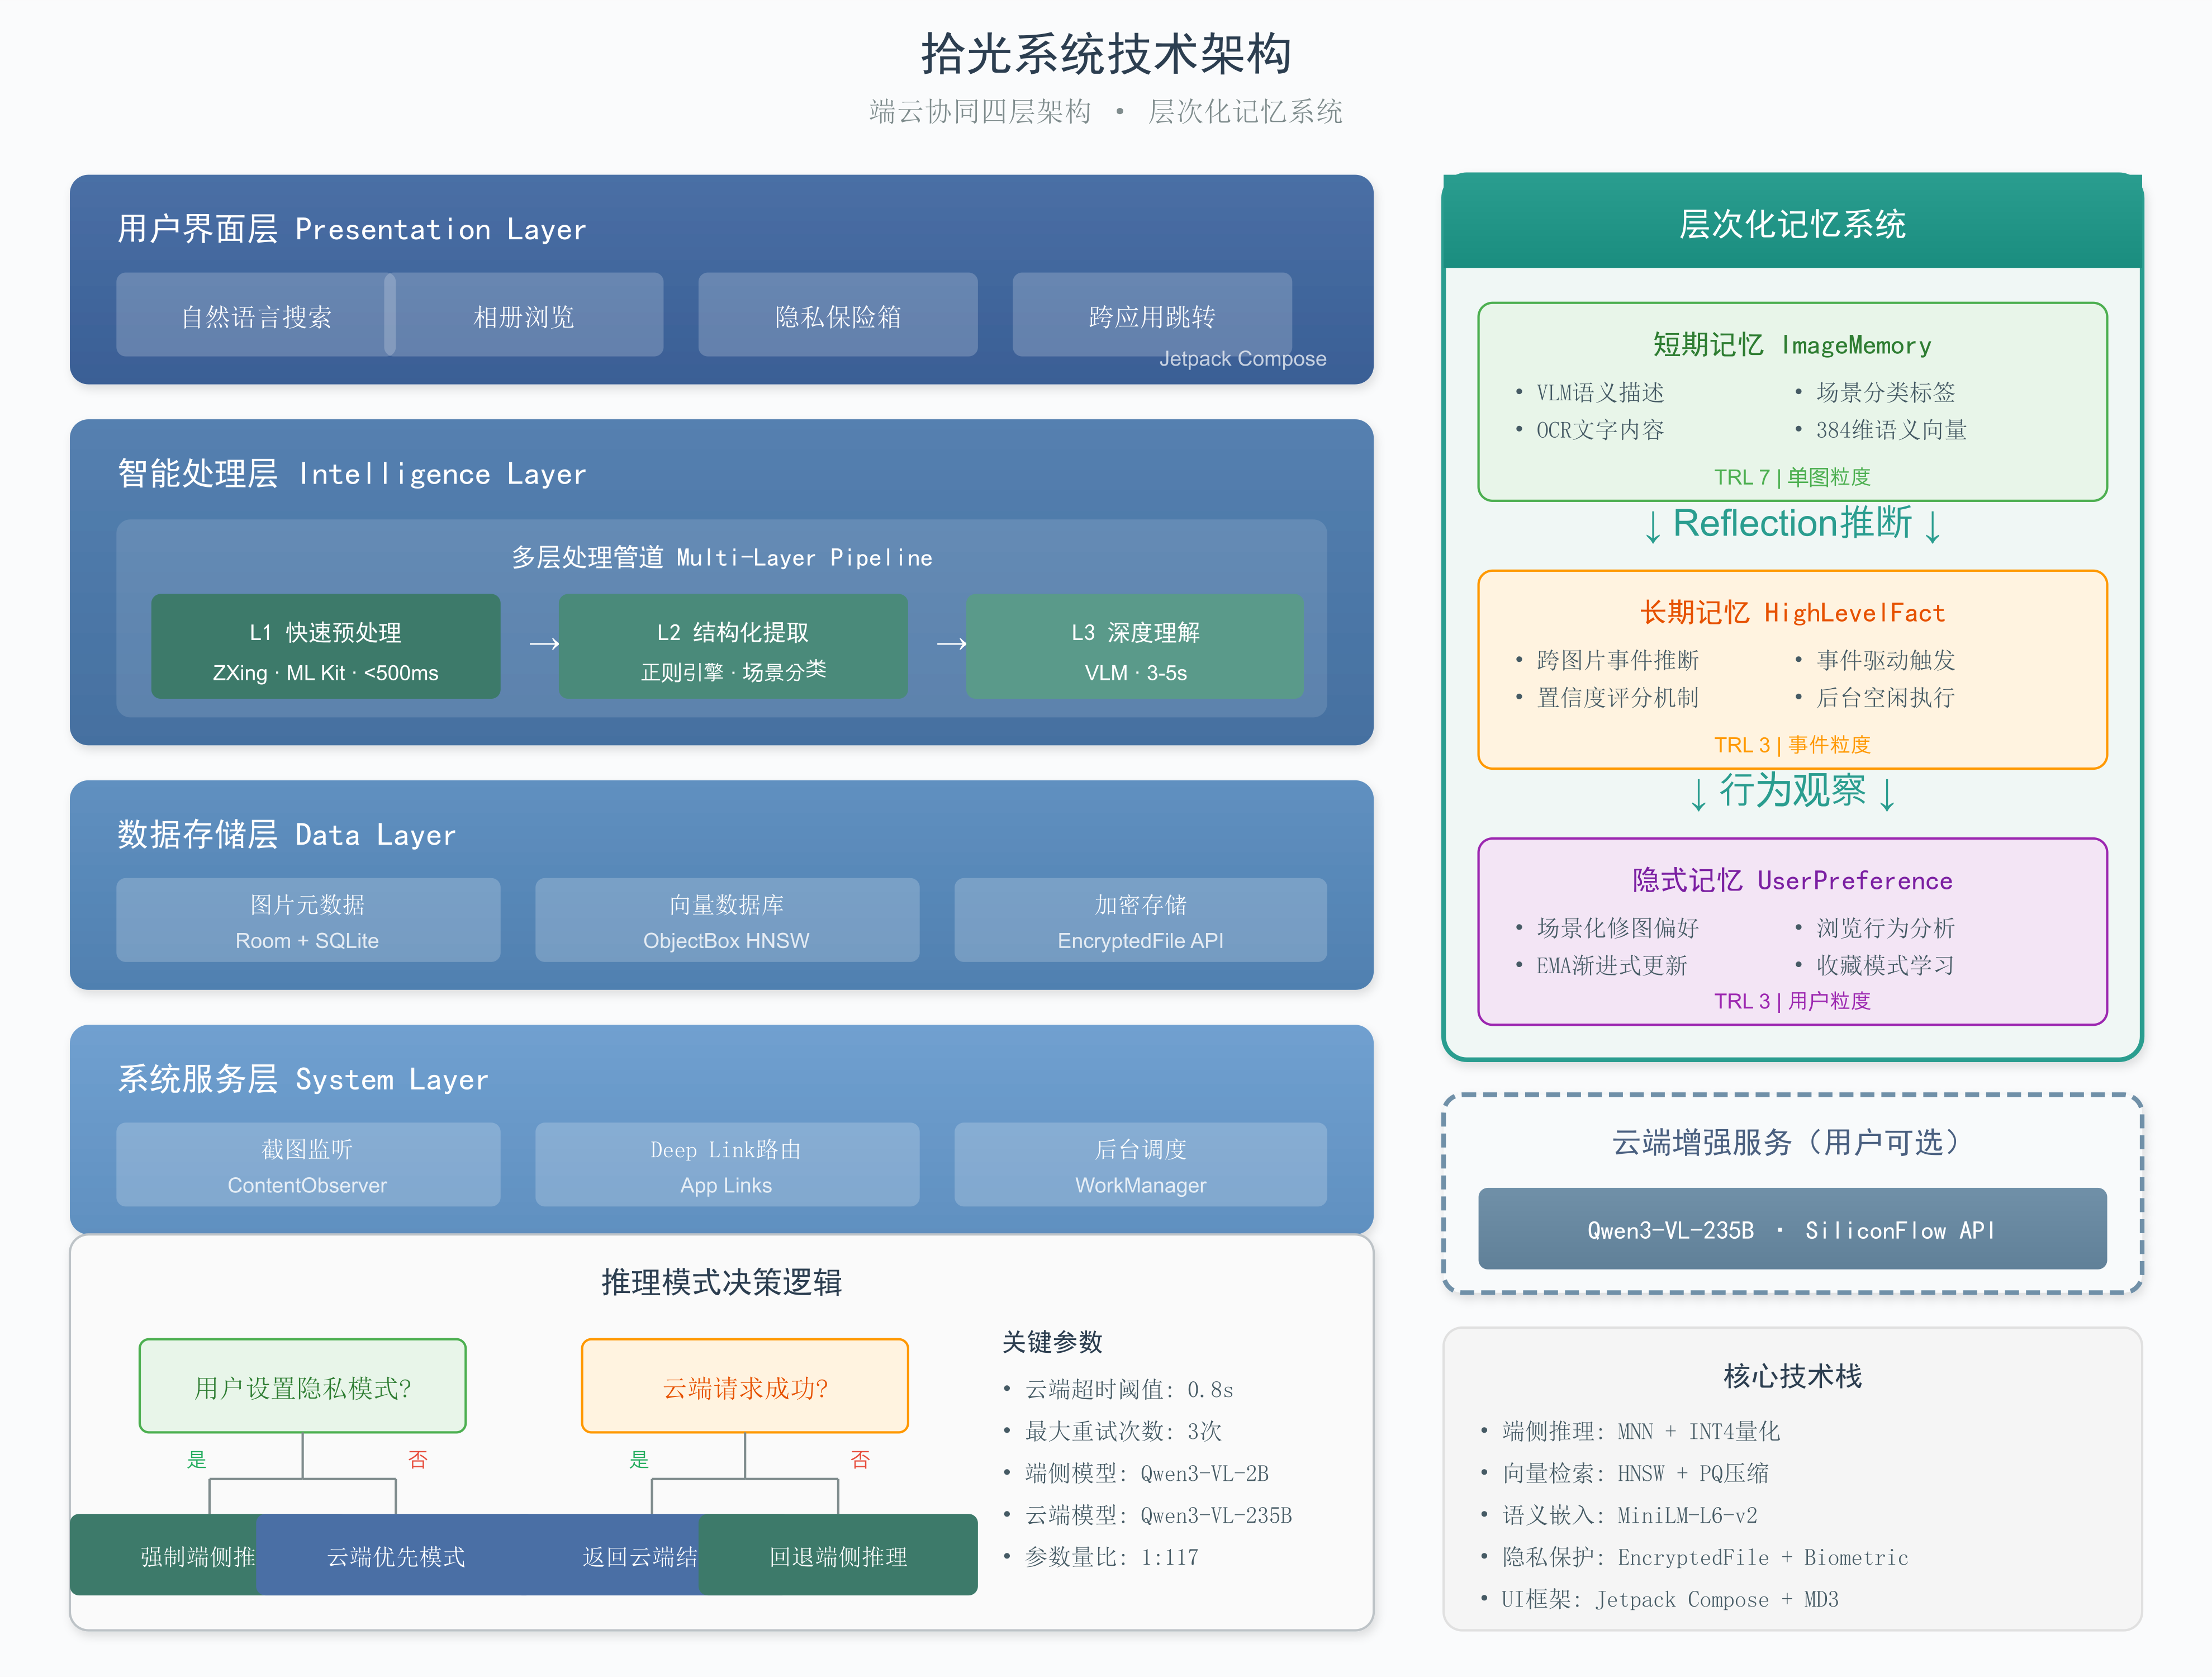 拾光系统技术架构
端云协同四层架构 • 层次化记忆系统
用户界面层 Presentation Layer
自然语言搜索
相册浏览
隐私保险箱
跨应用跳转
Jetpack Compose
智能处理层 Intelligence Layer
多层处理管道 Multi-Layer Pipeline
L1 快速预处理
ZXing · ML Kit · <500ms
→
L2 结构化提取
正则引擎 · 场景分类
→
L3 深度理解
VLM · 3-5s
数据存储层 Data Layer
图片元数据
Room + SQLite
向量数据库
ObjectBox HNSW
加密存储
EncryptedFile API
系统服务层 System Layer
截图监听
ContentObserver
Deep Link路由
App Links
后台调度
WorkManager
推理模式决策逻辑
用户设置隐私模式?
是
否
强制端侧推
云端优先模式
云端请求成功?
是
否
返回云端结
回退端侧推理
关键参数
• 云端超时阈值: 0.8s
• 最大重试次数: 3次
• 端侧模型: Qwen3-VL-2B
• 云端模型: Qwen3-VL-235B
• 参数量比: 1:117
层次化记忆系统
短期记忆 ImageMemory
• VLM语义描述
• 场景分类标签
• OCR文字内容
• 384维语义向量
TRL 7 | 单图粒度
↓ Reflection推断 ↓
长期记忆 HighLevelFact
• 跨图片事件推断
• 事件驱动触发
• 置信度评分机制
• 后台空闲执行
TRL 3 | 事件粒度
↓ 行为观察 ↓
隐式记忆 UserPreference
• 场景化修图偏好
• 浏览行为分析
• EMA渐进式更新
• 收藏模式学习
TRL 3 | 用户粒度
云端增强服务（用户可选）
Qwen3-VL-235B · SiliconFlow API
核心技术栈
• 端侧推理: MNN + INT4量化
• 向量检索: HNSW + PQ压缩
• 语义嵌入: MiniLM-L6-v2
• 隐私保护: EncryptedFile + Biometric
• UI框架: Jetpack Compose + MD3